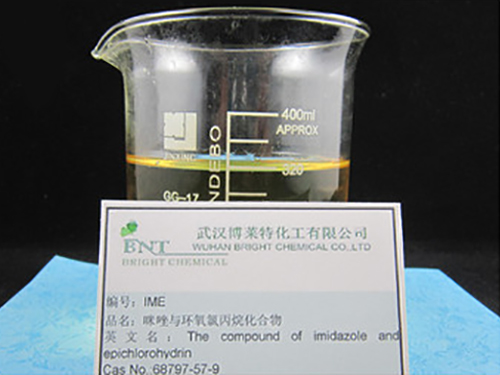 400ml
APPROX
320
NDEBO
GG-17
武汉博莱特化工有限公司
BNT
WUHAN BRIGHT CHEMICAL CO.,LTD
BRIGHT CHEMICAL
编号: IME
品名: 咪唑与环氧氯丙烷化合物
英文名: The compound of imidazole and
epichlorohydrin
Cas No.:68797-57-9